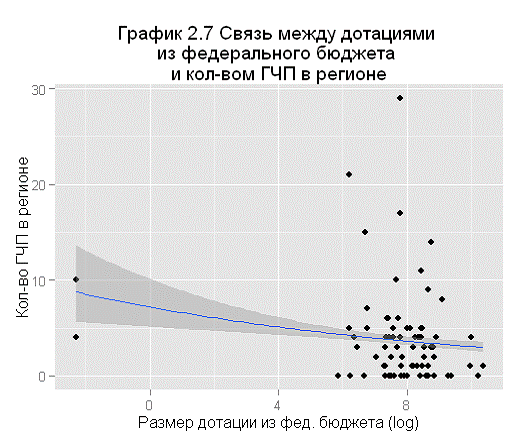 График 2.7 Связь между дотациями
из федерального бюджета
и кол-вом ГЧП в регионе
Кол-во ГЧП в регионе
30
20
10
0
0
4
8
Размер дотации из фед. бюджета (log)